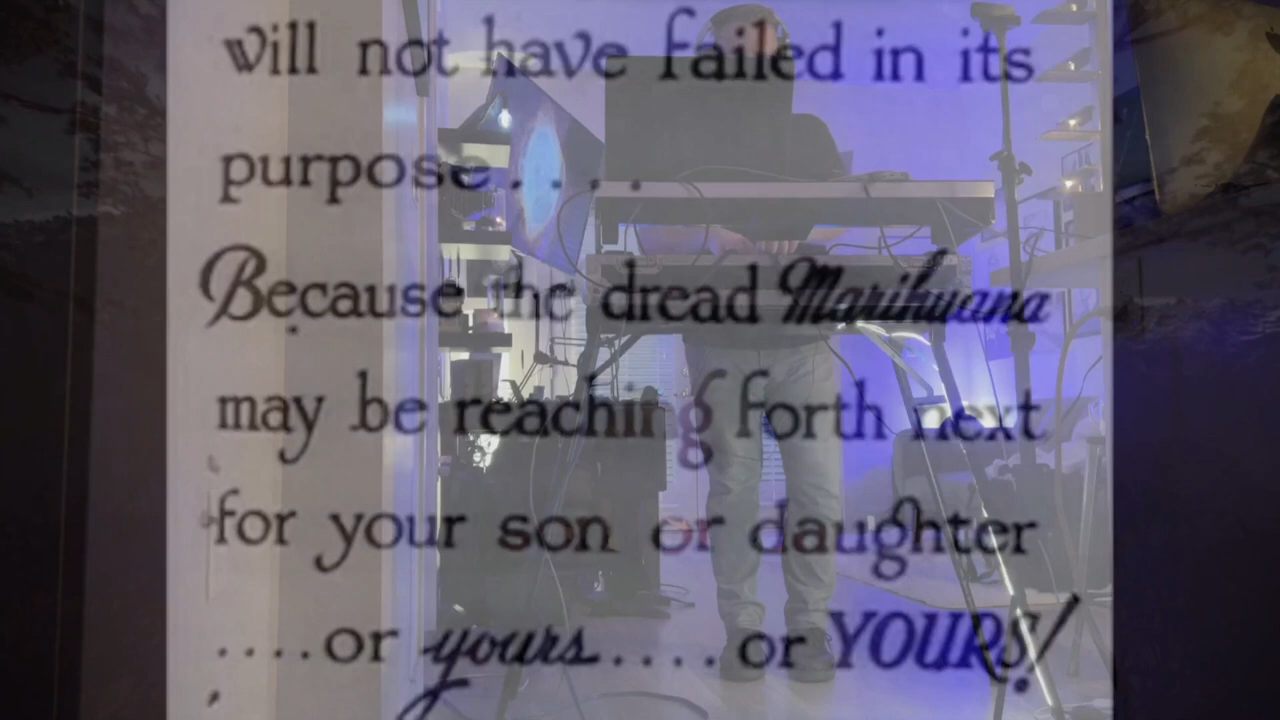 will not have failed in its
purpose.....
Because the dread Marihuana
may be reaching forth next
for your son or daughter
....or yours.....or YOURS!